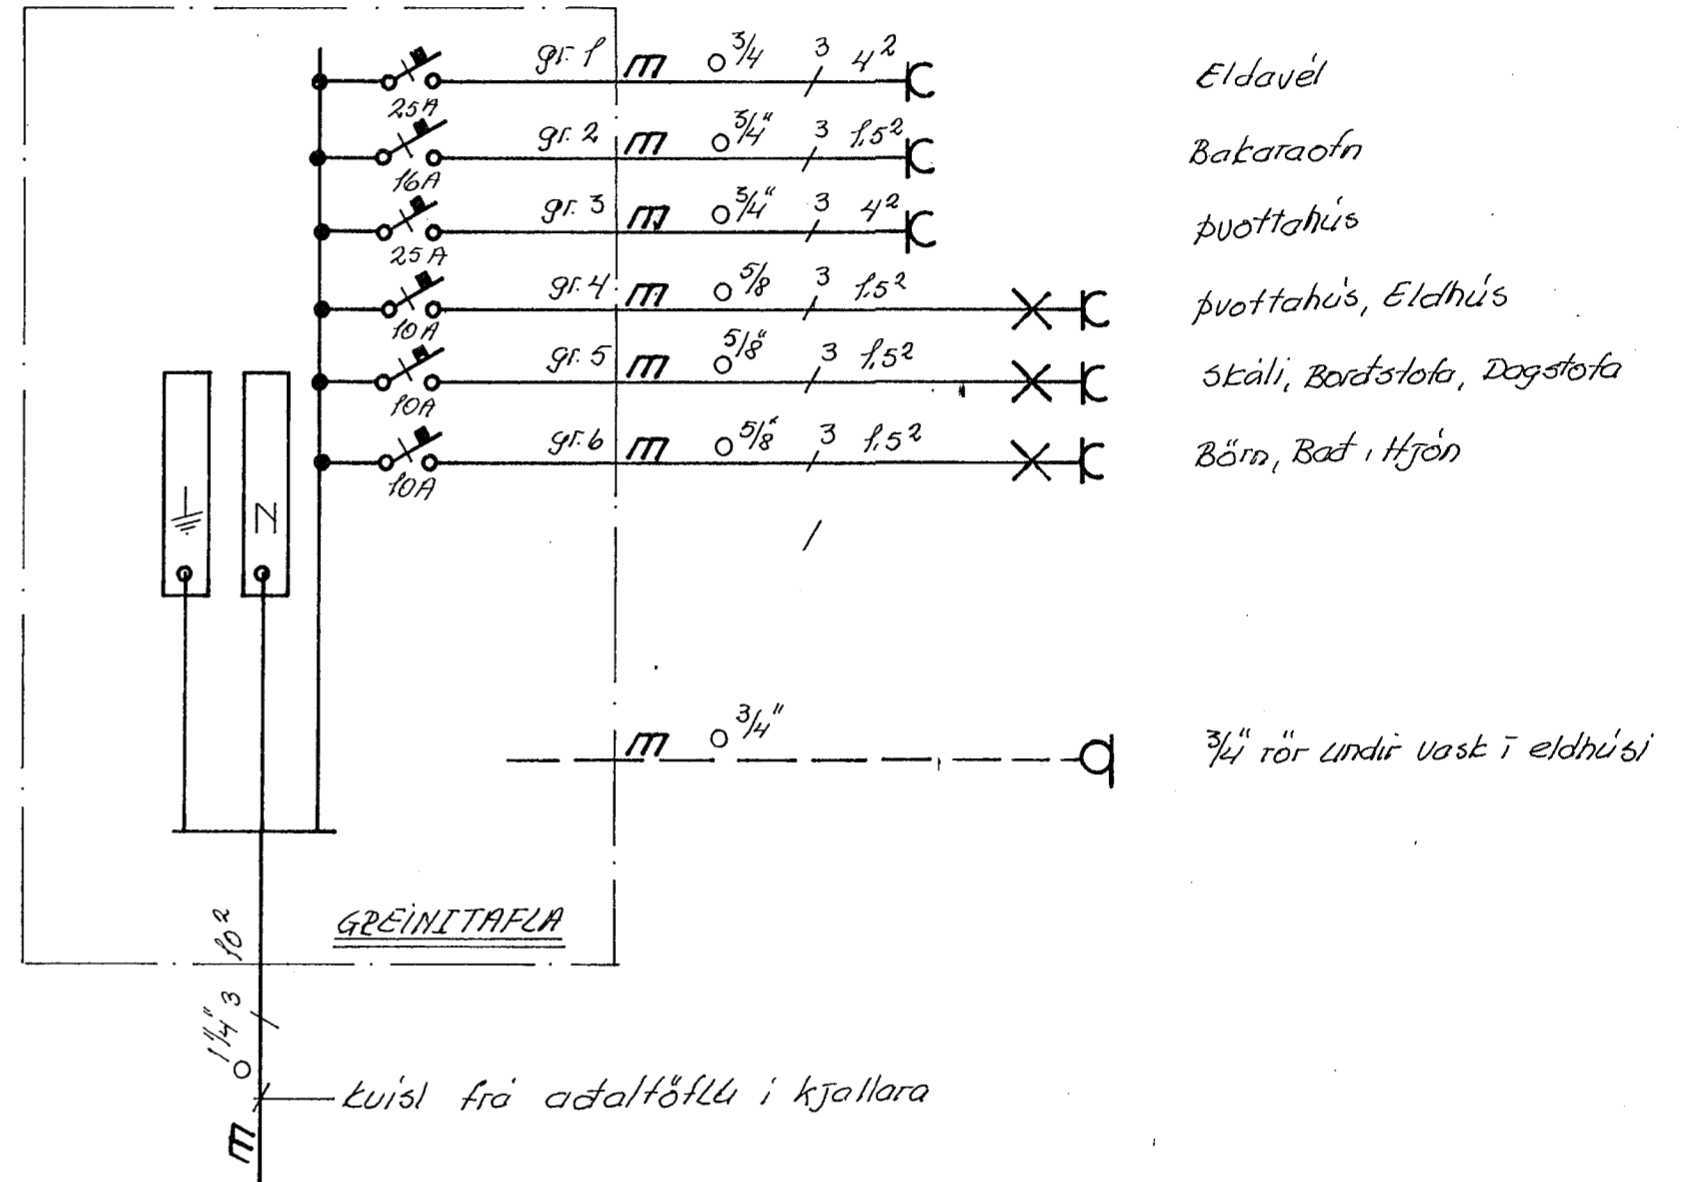 gr. 1 m ○ 3/4 3 4² Eldavél
25A
gr. 2 m ○ 3/4" 3 1,5² Bakaraofn
16A
gr. 3 m ○ 3/4" 3 4² Þvottahús
25A
gr. 4 m ○ 5/8 3 1,5² Þvottahús, Eldhús
10A
gr. 5 m ○ 5/8" 3 1,5² Skáli, Borðstofa, Dagstofa
10A
gr. 6 m ○ 5/8" 3 1,5² Börn, Bað, Hjón
10A
N
m ○ 3/4" 3/4" rör undir vask í eldhúsi
GREINITAFLA
m ○ 1 1/4" 3 10²
kvísl frá aðaltöflu í kjallara